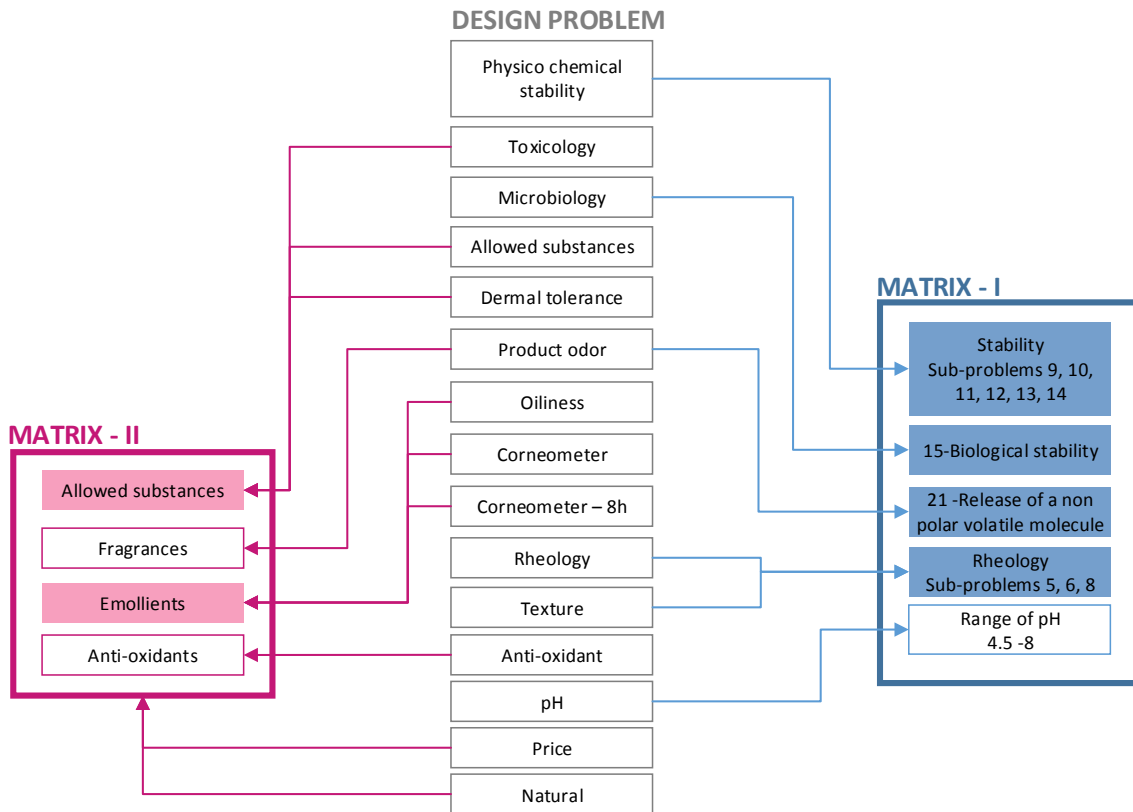 DESIGN PROBLEM
Physico chemical
stability
Toxicology
Microbiology
Allowed substances
Dermal tolerance
Product odor
Oiliness
Corneometer
Corneometer – 8h
Rheology
Texture
Anti-oxidant
pH
Price
Natural
MATRIX - II
Allowed substances
Fragrances
Emollients
Anti-oxidants
MATRIX - I
Stability
Sub-problems 9, 10,
11, 12, 13, 14
15-Biological stability
21 -Release of a non
polar volatile molecule
Rheology
Sub-problems 5, 6, 8
Range of pH
4.5 -8